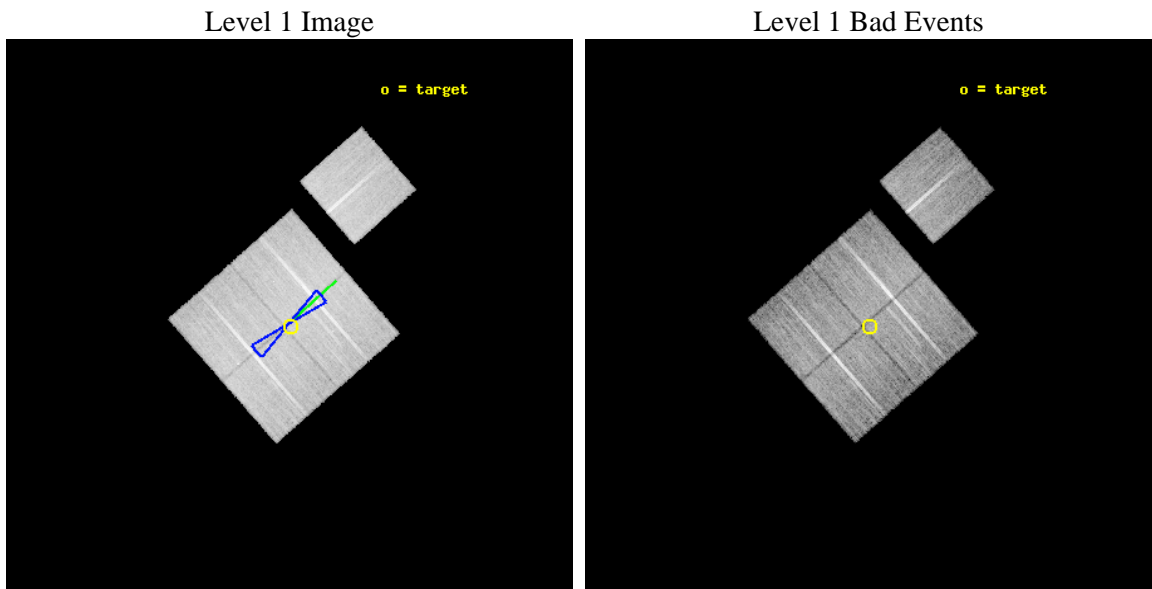 Level 1 Image
Level 1 Bad Events
o = target
o = target